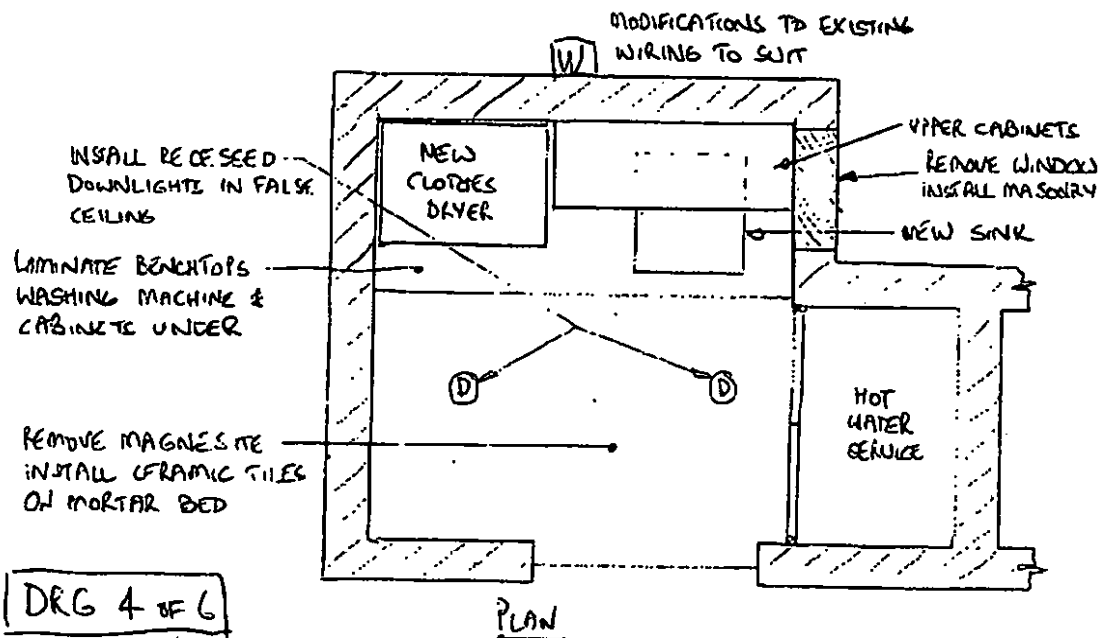 MODIFICATIONS TO EXISTING
WIRING TO SUIT
W
UPPER CABINETS
REMOVE WINDOW
INSTALL MASONRY
NEW SINK
INSTALL RECESEED
DOWNLIGHTS IN FALSE
CEILING
NEW
CLOTHES
DRYER
LAMINATE BENCHTOPS
WASHING MACHINE &
CABINETS UNDER
D
D
HOT
WATER
SERVICE
REMOVE MAGNESITE
INSTALL CERAMIC TILES
ON MORTAR BED
DRG 4 OF 6
PLAN